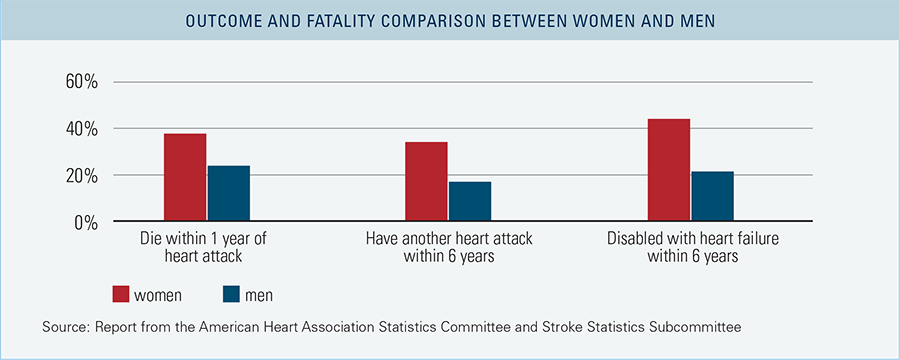 OUTCOME AND FATALITY COMPARISON BETWEEN WOMEN AND MEN
60%
40%
20%
0%
Die within 1 year of
heart attack
Have another heart attack
within 6 years
Disabled with heart failure
within 6 years
women
men
Source: Report from the American Heart Association Statistics Committee and Stroke Statistics Subcommittee